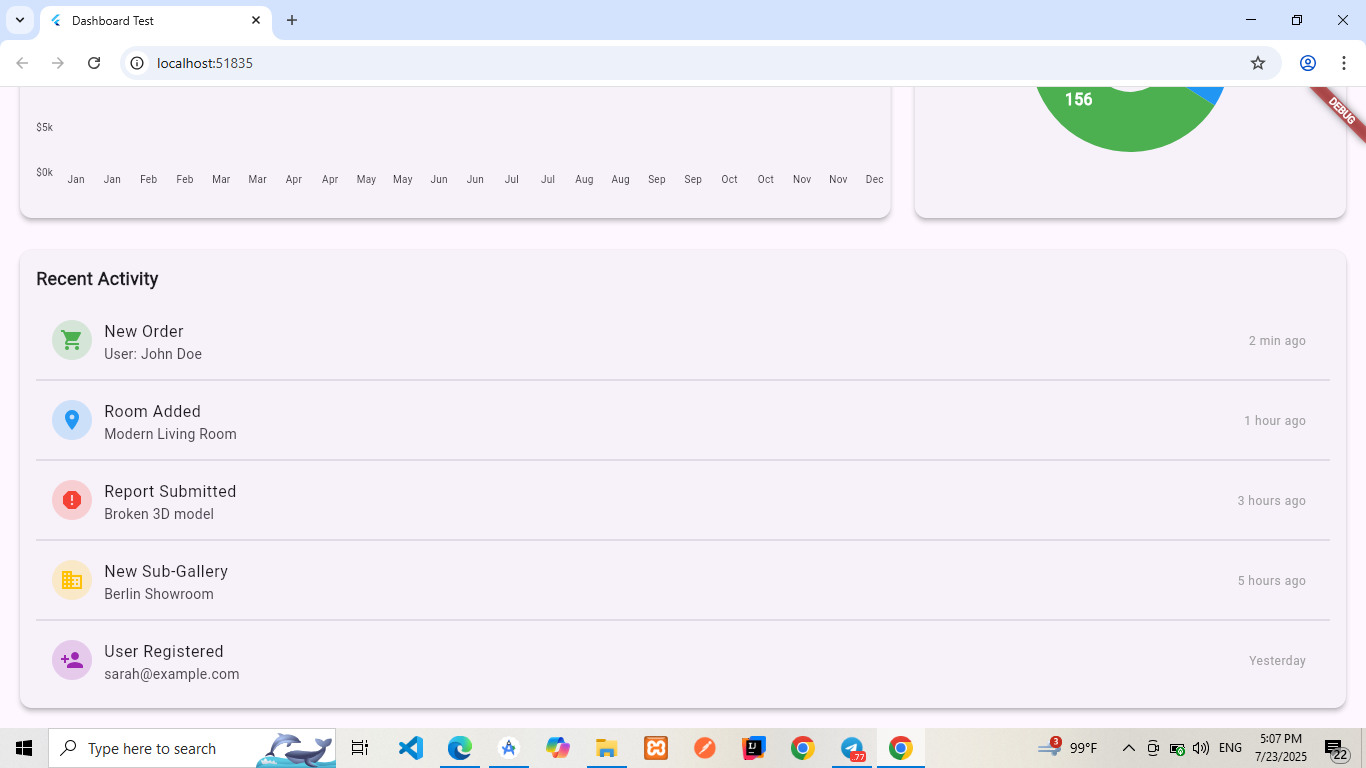 Dashboard Test
localhost:51835
DEBUG
156
$5k
$0k
Jan Jan Feb Feb Mar Mar Apr Apr May May Jun Jun Jul Jul Aug Aug Sep Sep Oct Oct Nov Nov Dec
Recent Activity
New Order
User: John Doe
2 min ago
Room Added
Modern Living Room
1 hour ago
Report Submitted
Broken 3D model
3 hours ago
New Sub-Gallery
Berlin Showroom
5 hours ago
User Registered
sarah@example.com
Yesterday
Type here to search
.77
3
99°F
ENG
5:07 PM
7/23/2025
22